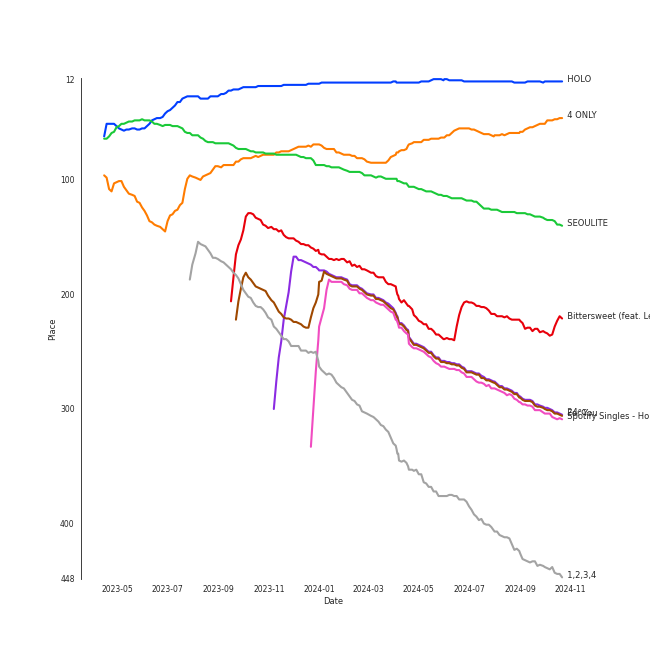 12
100
200
300
400
448
Place
2023-05
2023-07
2023-09
2023-11
2024-01
2024-03
2024-05
2024-07
2024-09
2024-11
Date
HOLO
4 ONLY
SEOULITE
Bittersweet (feat. Le
You
Spotify Singles - Ho
1,2,3,4